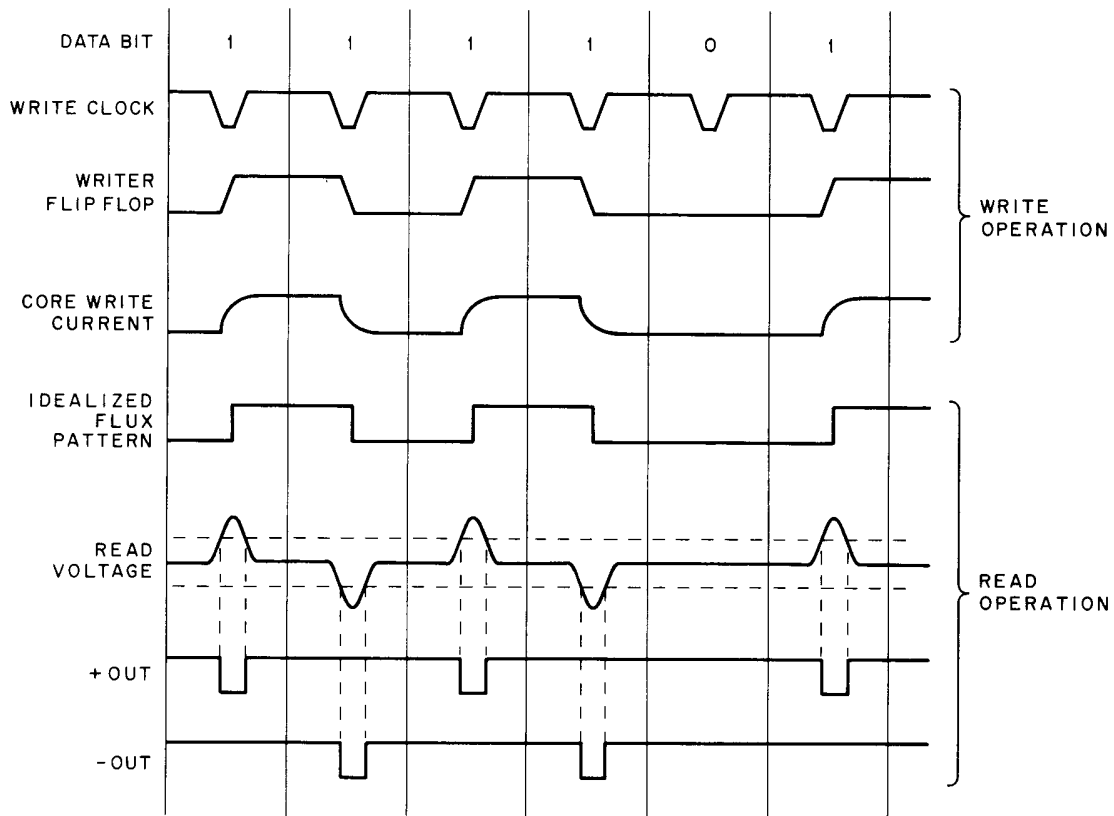 DATA BIT 1 1 1 1 0 1
WRITE CLOCK
WRITER
FLIP FLOP
CORE WRITE
CURRENT
WRITE
OPERATION
IDEALIZED
FLUX
PATTERN
READ
VOLTAGE
+ OUT
- OUT
READ
OPERATION